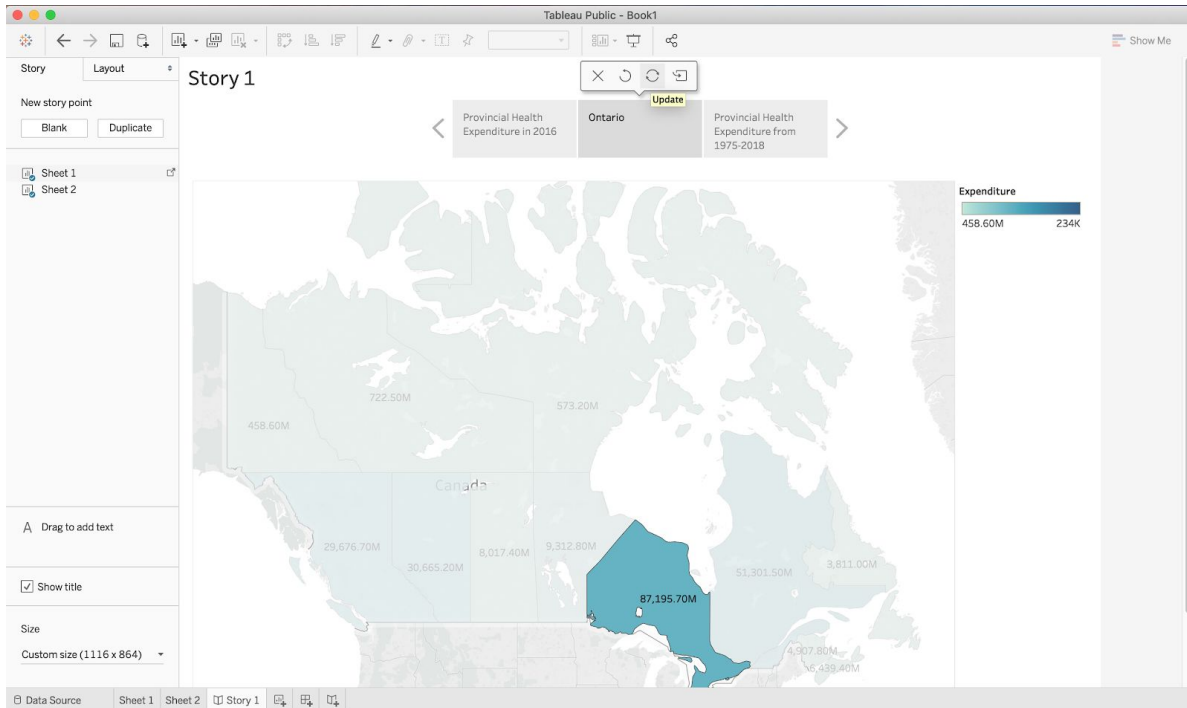 Tableau Public - Book1
Show Me
Story
Layout
Story 1
New story point
Blank
Duplicate
Update
Provincial Health
Expenditure in 2016
Ontario
Provincial Health
Expenditure from
1975-2018
Sheet 1
Sheet 2
Expenditure
458.60M
234K
722.50M
573.20M
458.60M
Canada
A Drag to add text
29,676.70M
30,665.20M
8,017.40M
9,312.80M
51,301.50M
3,811.00M
Show title
87,195.70M
Size
Custom size (1116 x 864)
4,907.80M
6,439.40M
Data Source
Sheet 1
Sheet 2
Story 1